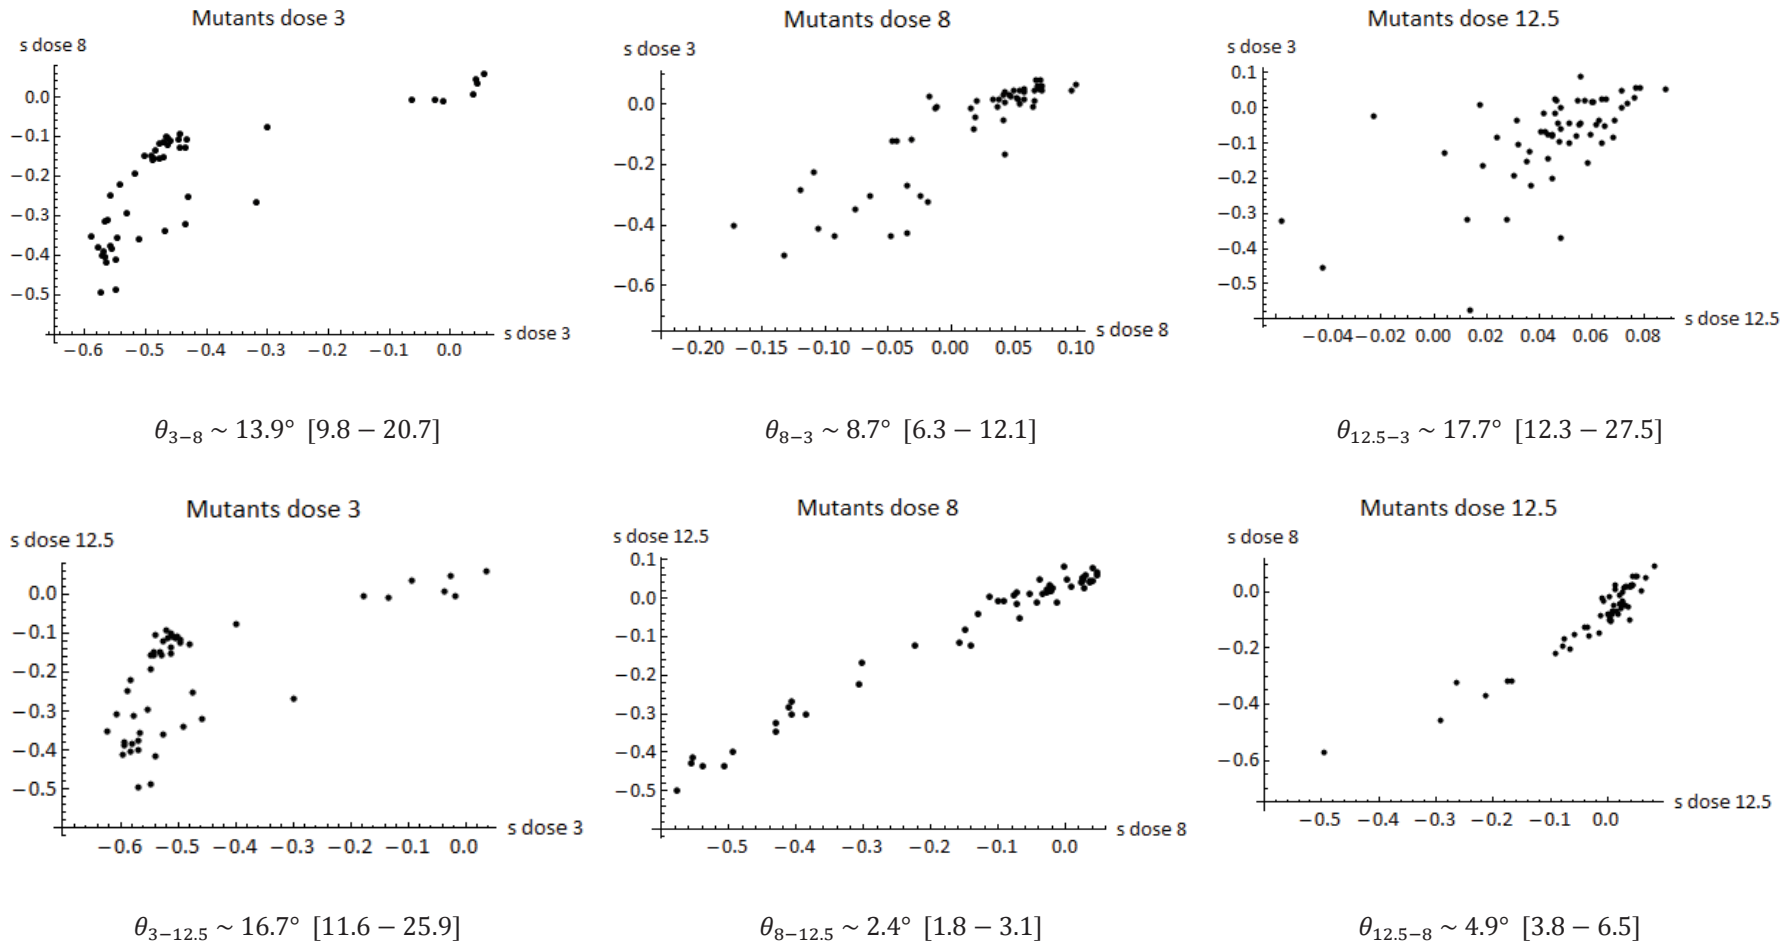 Mutants dose 3
s dose 8
0.0
−0.1
−0.2
−0.3
−0.4
−0.5
−0.6 −0.5 −0.4 −0.3 −0.2 −0.1 0.0
s dose 3
θ3−8 ~ 13.9° [9.8 − 20.7]
Mutants dose 8
s dose 3
0.0
−0.2
−0.4
−0.6
−0.20 −0.15 −0.10 −0.05 0.00 0.05 0.10
s dose 8
θ8−3 ~ 8.7° [6.3 − 12.1]
Mutants dose 12.5
s dose 3
0.1
0.0
−0.1
−0.2
−0.3
−0.4
−0.5
−0.04 −0.02 0.00 0.02 0.04 0.06 0.08
s dose 12.5
θ12.5−3 ~ 17.7° [12.3 − 27.5]
Mutants dose 3
s dose 12.5
0.0
−0.1
−0.2
−0.3
−0.4
−0.5
−0.6 −0.5 −0.4 −0.3 −0.2 −0.1 0.0
s dose 3
θ3−12.5 ~ 16.7° [11.6 − 25.9]
Mutants dose 8
s dose 12.5
0.1
0.0
−0.1
−0.2
−0.3
−0.4
−0.5
−0.5 −0.4 −0.3 −0.2 −0.1 0.0
s dose 8
θ8−12.5 ~ 2.4° [1.8 − 3.1]
Mutants dose 12.5
s dose 8
0.0
−0.2
−0.4
−0.6
−0.5 −0.4 −0.3 −0.2 −0.1 0.0
s dose 12.5
θ12.5−8 ~ 4.9° [3.8 − 6.5]